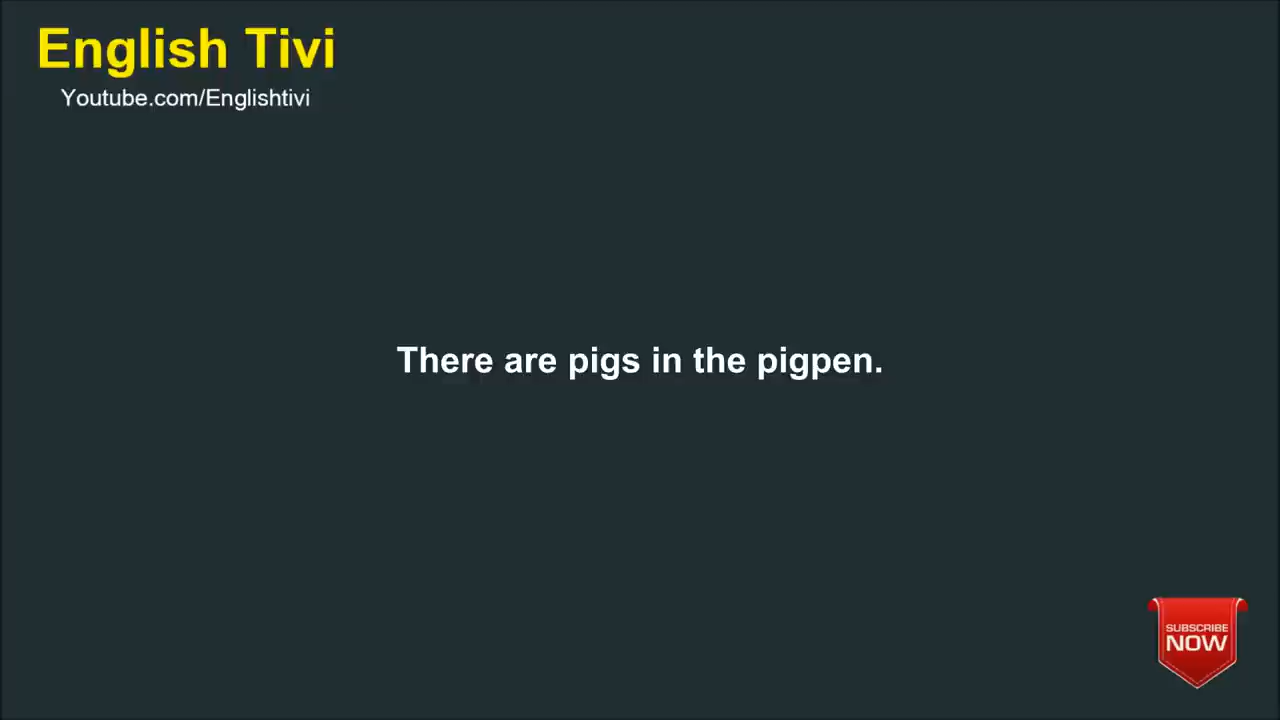 English Tivi
Youtube.com/Englishtivi
There are pigs in the pigpen.
SUBSCRIBE
NOW